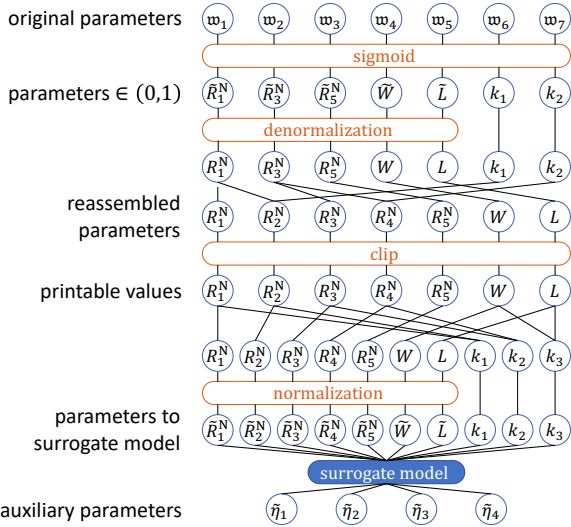 original parameters 𝔴₁ 𝔴₂ 𝔴₃ 𝔴₄ 𝔴₅ 𝔴₆ 𝔴₇
sigmoid
parameters ∈ (0,1) R̃₁ᴺ R̃₃ᴺ R̃₅ᴺ W̃ L̃ k₁ k₂
denormalization
R₁ᴺ R₃ᴺ R₅ᴺ W L k₁ k₂
reassembled
parameters
R₁ᴺ R₂ᴺ R₃ᴺ R₄ᴺ R₅ᴺ W L
clip
printable values R₁ᴺ R₂ᴺ R₃ᴺ R₄ᴺ R₅ᴺ W L
R₁ᴺ R₂ᴺ R₃ᴺ R₄ᴺ R₅ᴺ W L k₁ k₂ k₃
normalization
parameters to
surrogate model
R̃₁ᴺ R̃₂ᴺ R̃₃ᴺ R̃₄ᴺ R̃₅ᴺ W̃ L̃ k₁ k₂ k₃
surrogate model
auxiliary parameters η̃₁ η̃₂ η̃₃ η̃₄